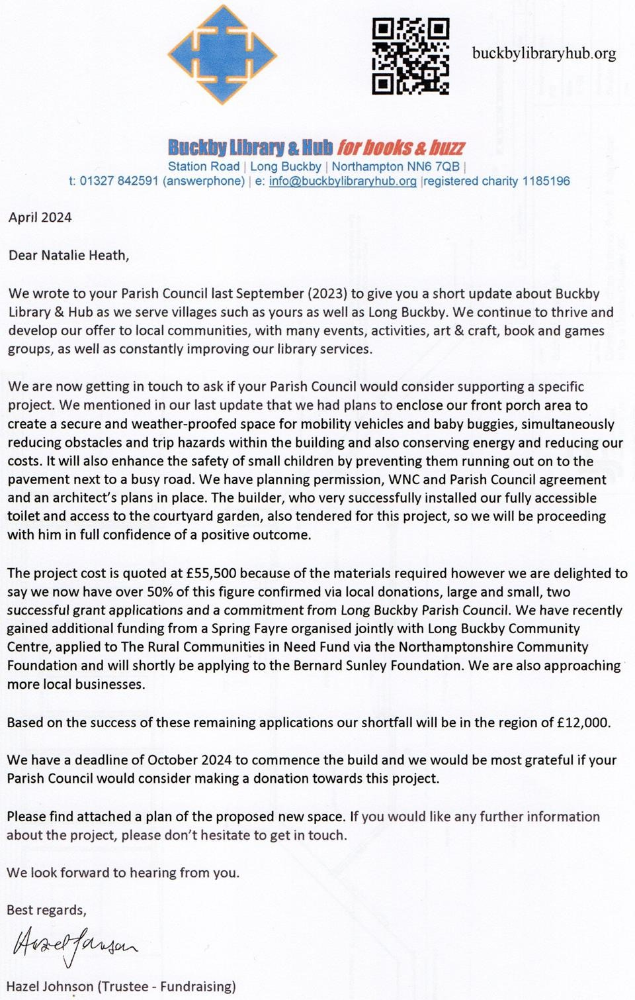 buckbylibraryhub.org
Buckby Library & Hub for books & buzz
Station Road | Long Buckby | Northampton NN6 7QB |
t: 01327 842591 (answerphone) | e: info@buckbylibraryhub.org |registered charity 1185196
April 2024
Dear Natalie Heath,
We wrote to your Parish Council last September (2023) to give you a short update about Buckby
Library & Hub as we serve villages such as yours as well as Long Buckby. We continue to thrive and
develop our offer to local communities, with many events, activities, art & craft, book and games
groups, as well as constantly improving our library services.
We are now getting in touch to ask if your Parish Council would consider supporting a specific
project. We mentioned in our last update that we had plans to enclose our front porch area to
create a secure and weather-proofed space for mobility vehicles and baby buggies, simultaneously
reducing obstacles and trip hazards within the building and also conserving energy and reducing our
costs. It will also enhance the safety of small children by preventing them running out on to the
pavement next to a busy road. We have planning permission, WNC and Parish Council agreement
and an architect's plans in place. The builder, who very successfully installed our fully accessible
toilet and access to the courtyard garden, also tendered for this project, so we will be proceeding
with him in full confidence of a positive outcome.
The project cost is quoted at £55,500 because of the materials required however we are delighted to
say we now have over 50% of this figure confirmed via local donations, large and small, two
successful grant applications and a commitment from Long Buckby Parish Council. We have recently
gained additional funding from a Spring Fayre organised jointly with Long Buckby Community
Centre, applied to The Rural Communities in Need Fund via the Northamptonshire Community
Foundation and will shortly be applying to the Bernard Sunley Foundation. We are also approaching
more local businesses.
Based on the success of these remaining applications our shortfall will be in the region of £12,000.
We have a deadline of October 2024 to commence the build and we would be most grateful if your
Parish Council would consider making a donation towards this project.
Please find attached a plan of the proposed new space. If you would like any further information
about the project, please don't hesitate to get in touch.
We look forward to hearing from you.
Best regards,
Hazel Johnson (Trustee - Fundraising)